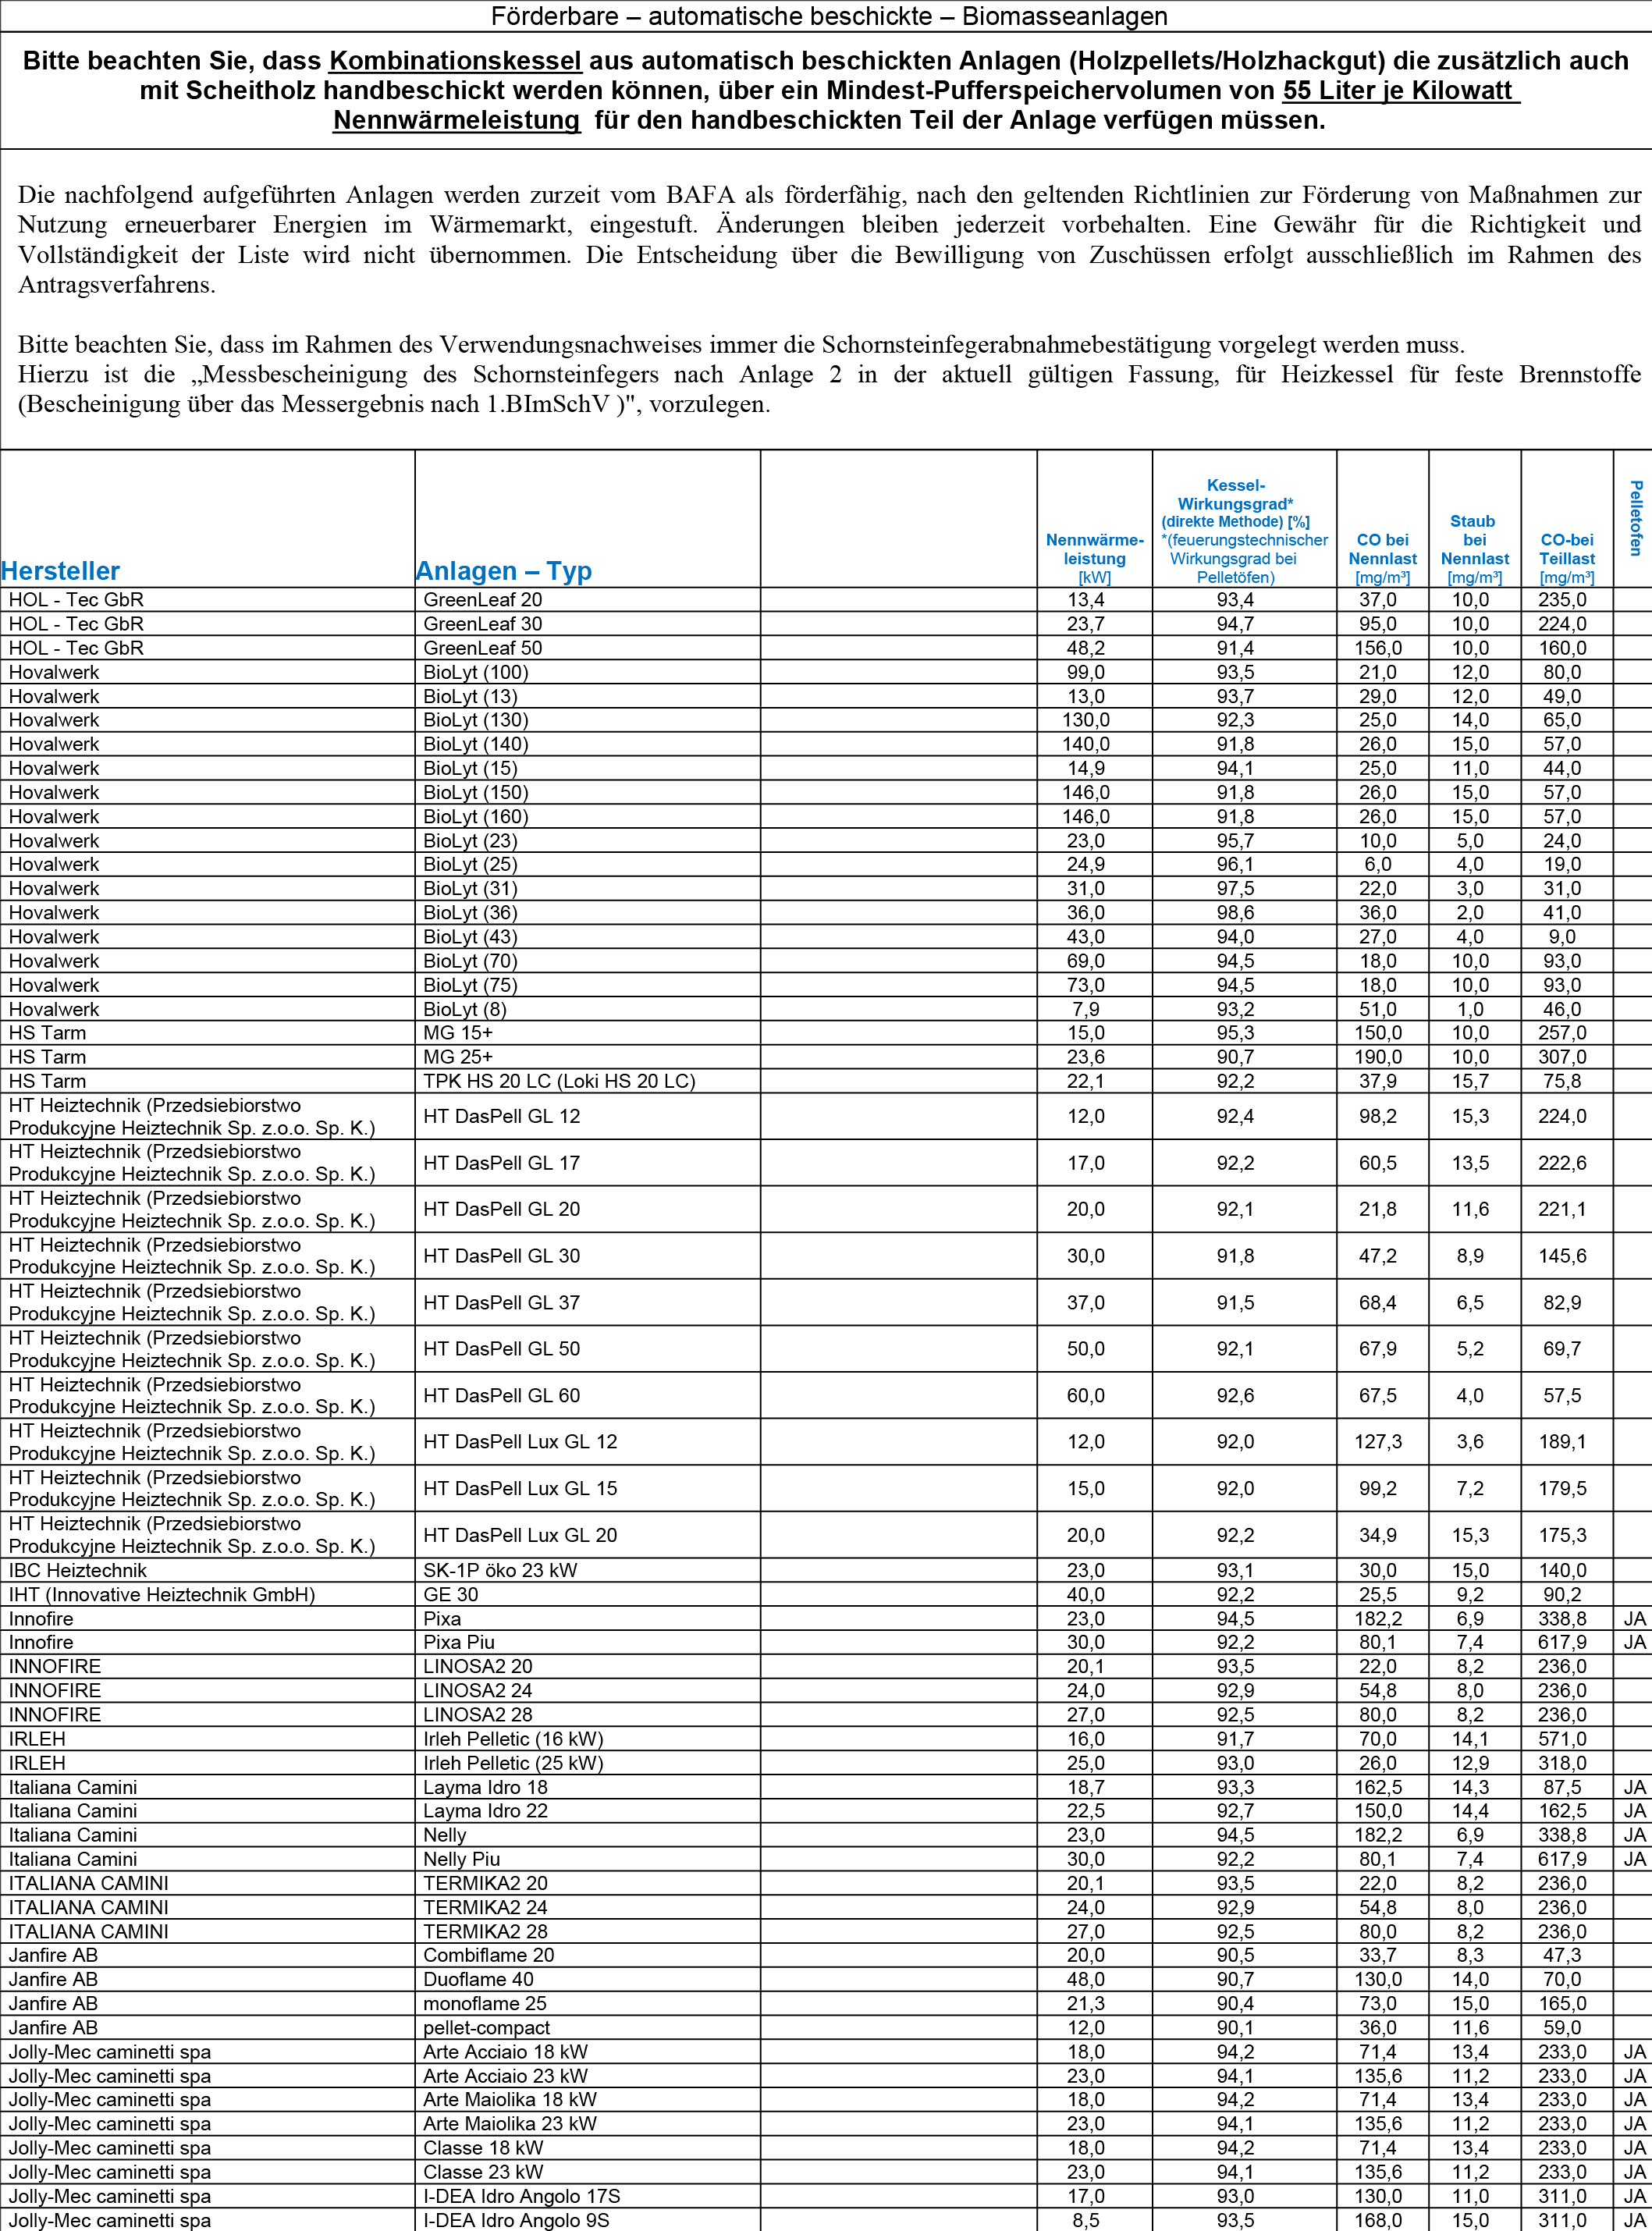 Förderbare – automatische beschickte – Biomasseanlagen
Bitte beachten Sie, dass Kombinationskessel aus automatisch beschickten Anlagen (Holzpellets/Holzhackgut) die zusätzlich auch
mit Scheitholz handbeschickt werden können, über ein Mindest-Pufferspeichervolumen von 55 Liter je Kilowatt
Nennwärmeleistung für den handbeschickten Teil der Anlage verfügen müssen.
Die nachfolgend aufgeführten Anlagen werden zurzeit vom BAFA als förderfähig, nach den geltenden Richtlinien zur Förderung von Maßnahmen zur
Nutzung erneuerbarer Energien im Wärmemarkt, eingestuft. Änderungen bleiben jederzeit vorbehalten. Eine Gewähr für die Richtigkeit und
Vollständigkeit der Liste wird nicht übernommen. Die Entscheidung über die Bewilligung von Zuschüssen erfolgt ausschließlich im Rahmen des
Antragsverfahrens.
Bitte beachten Sie, dass im Rahmen des Verwendungsnachweises immer die Schornsteinfegerabnahmebestätigung vorgelegt werden muss.
Hierzu ist die „Messbescheinigung des Schornsteinfegers nach Anlage 2 in der aktuell gültigen Fassung, für Heizkessel für feste Brennstoffe
(Bescheinigung über das Messergebnis nach 1.BImSchV )", vorzulegen.
Hersteller
Anlagen – Typ
Nennwärme-
leistung
[kW]
Kessel-
Wirkungsgrad*
(direkte Methode) [%]
*(feuerungstechnischer
Wirkungsgrad bei
Pelletöfen)
CO bei
Nennlast
[mg/m³]
Staub
bei
Nennlast
[mg/m³]
CO-bei
Teillast
[mg/m³]
Pelletofen
HOL - Tec GbR GreenLeaf 20 13,4 93,4 37,0 10,0 235,0
HOL - Tec GbR GreenLeaf 30 23,7 94,7 95,0 10,0 224,0
HOL - Tec GbR GreenLeaf 50 48,2 91,4 156,0 10,0 160,0
Hovalwerk BioLyt (100) 99,0 93,5 21,0 12,0 80,0
Hovalwerk BioLyt (13) 13,0 93,7 29,0 12,0 49,0
Hovalwerk BioLyt (130) 130,0 92,3 25,0 14,0 65,0
Hovalwerk BioLyt (140) 140,0 91,8 26,0 15,0 57,0
Hovalwerk BioLyt (15) 14,9 94,1 25,0 11,0 44,0
Hovalwerk BioLyt (150) 146,0 91,8 26,0 15,0 57,0
Hovalwerk BioLyt (160) 146,0 91,8 26,0 15,0 57,0
Hovalwerk BioLyt (23) 23,0 95,7 10,0 5,0 24,0
Hovalwerk BioLyt (25) 24,9 96,1 6,0 4,0 19,0
Hovalwerk BioLyt (31) 31,0 97,5 22,0 3,0 31,0
Hovalwerk BioLyt (36) 36,0 98,6 36,0 2,0 41,0
Hovalwerk BioLyt (43) 43,0 94,0 27,0 4,0 9,0
Hovalwerk BioLyt (70) 69,0 94,5 18,0 10,0 93,0
Hovalwerk BioLyt (75) 73,0 94,5 18,0 10,0 93,0
Hovalwerk BioLyt (8) 7,9 93,2 51,0 1,0 46,0
HS Tarm MG 15+ 15,0 95,3 150,0 10,0 257,0
HS Tarm MG 25+ 23,6 90,7 190,0 10,0 307,0
HS Tarm TPK HS 20 LC (Loki HS 20 LC) 22,1 92,2 37,9 15,7 75,8
HT Heiztechnik (Przedsiebiorstwo
Produkcyjne Heiztechnik Sp. z.o.o. Sp. K.) HT DasPell GL 12 12,0 92,4 98,2 15,3 224,0
HT Heiztechnik (Przedsiebiorstwo
Produkcyjne Heiztechnik Sp. z.o.o. Sp. K.) HT DasPell GL 17 17,0 92,2 60,5 13,5 222,6
HT Heiztechnik (Przedsiebiorstwo
Produkcyjne Heiztechnik Sp. z.o.o. Sp. K.) HT DasPell GL 20 20,0 92,1 21,8 11,6 221,1
HT Heiztechnik (Przedsiebiorstwo
Produkcyjne Heiztechnik Sp. z.o.o. Sp. K.) HT DasPell GL 30 30,0 91,8 47,2 8,9 145,6
HT Heiztechnik (Przedsiebiorstwo
Produkcyjne Heiztechnik Sp. z.o.o. Sp. K.) HT DasPell GL 37 37,0 91,5 68,4 6,5 82,9
HT Heiztechnik (Przedsiebiorstwo
Produkcyjne Heiztechnik Sp. z.o.o. Sp. K.) HT DasPell GL 50 50,0 92,1 67,9 5,2 69,7
HT Heiztechnik (Przedsiebiorstwo
Produkcyjne Heiztechnik Sp. z.o.o. Sp. K.) HT DasPell GL 60 60,0 92,6 67,5 4,0 57,5
HT Heiztechnik (Przedsiebiorstwo
Produkcyjne Heiztechnik Sp. z.o.o. Sp. K.) HT DasPell Lux GL 12 12,0 92,0 127,3 3,6 189,1
HT Heiztechnik (Przedsiebiorstwo
Produkcyjne Heiztechnik Sp. z.o.o. Sp. K.) HT DasPell Lux GL 15 15,0 92,0 99,2 7,2 179,5
HT Heiztechnik (Przedsiebiorstwo
Produkcyjne Heiztechnik Sp. z.o.o. Sp. K.) HT DasPell Lux GL 20 20,0 92,2 34,9 15,3 175,3
IBC Heiztechnik SK-1P öko 23 kW 23,0 93,1 30,0 15,0 140,0
IHT (Innovative Heiztechnik GmbH) GE 30 40,0 92,2 25,5 9,2 90,2
Innofire Pixa 23,0 94,5 182,2 6,9 338,8 JA
Innofire Pixa Piu 30,0 92,2 80,1 7,4 617,9 JA
INNOFIRE LINOSA2 20 20,1 93,5 22,0 8,2 236,0
INNOFIRE LINOSA2 24 24,0 92,9 54,8 8,0 236,0
INNOFIRE LINOSA2 28 27,0 92,5 80,0 8,2 236,0
IRLEH Irleh Pelletic (16 kW) 16,0 91,7 70,0 14,1 571,0
IRLEH Irleh Pelletic (25 kW) 25,0 93,0 26,0 12,9 318,0
Italiana Camini Layma Idro 18 18,7 93,3 162,5 14,3 87,5 JA
Italiana Camini Layma Idro 22 22,5 92,7 150,0 14,4 162,5 JA
Italiana Camini Nelly 23,0 94,5 182,2 6,9 338,8 JA
Italiana Camini Nelly Piu 30,0 92,2 80,1 7,4 617,9 JA
ITALIANA CAMINI TERMIKA2 20 20,1 93,5 22,0 8,2 236,0
ITALIANA CAMINI TERMIKA2 24 24,0 92,9 54,8 8,0 236,0
ITALIANA CAMINI TERMIKA2 28 27,0 92,5 80,0 8,2 236,0
Janfire AB Combiflame 20 20,0 90,5 33,7 8,3 47,3
Janfire AB Duoflame 40 48,0 90,7 130,0 14,0 70,0
Janfire AB monoflame 25 21,3 90,4 73,0 15,0 165,0
Janfire AB pellet-compact 12,0 90,1 36,0 11,6 59,0
Jolly-Mec caminetti spa Arte Acciaio 18 kW 18,0 94,2 71,4 13,4 233,0 JA
Jolly-Mec caminetti spa Arte Acciaio 23 kW 23,0 94,1 135,6 11,2 233,0 JA
Jolly-Mec caminetti spa Arte Maiolika 18 kW 18,0 94,2 71,4 13,4 233,0 JA
Jolly-Mec caminetti spa Arte Maiolika 23 kW 23,0 94,1 135,6 11,2 233,0 JA
Jolly-Mec caminetti spa Classe 18 kW 18,0 94,2 71,4 13,4 233,0 JA
Jolly-Mec caminetti spa Classe 23 kW 23,0 94,1 135,6 11,2 233,0 JA
Jolly-Mec caminetti spa I-DEA Idro Angolo 17S 17,0 93,0 130,0 11,0 311,0 JA
Jolly-Mec caminetti spa I-DEA Idro Angolo 9S 8,5 93,5 168,0 15,0 311,0 JA